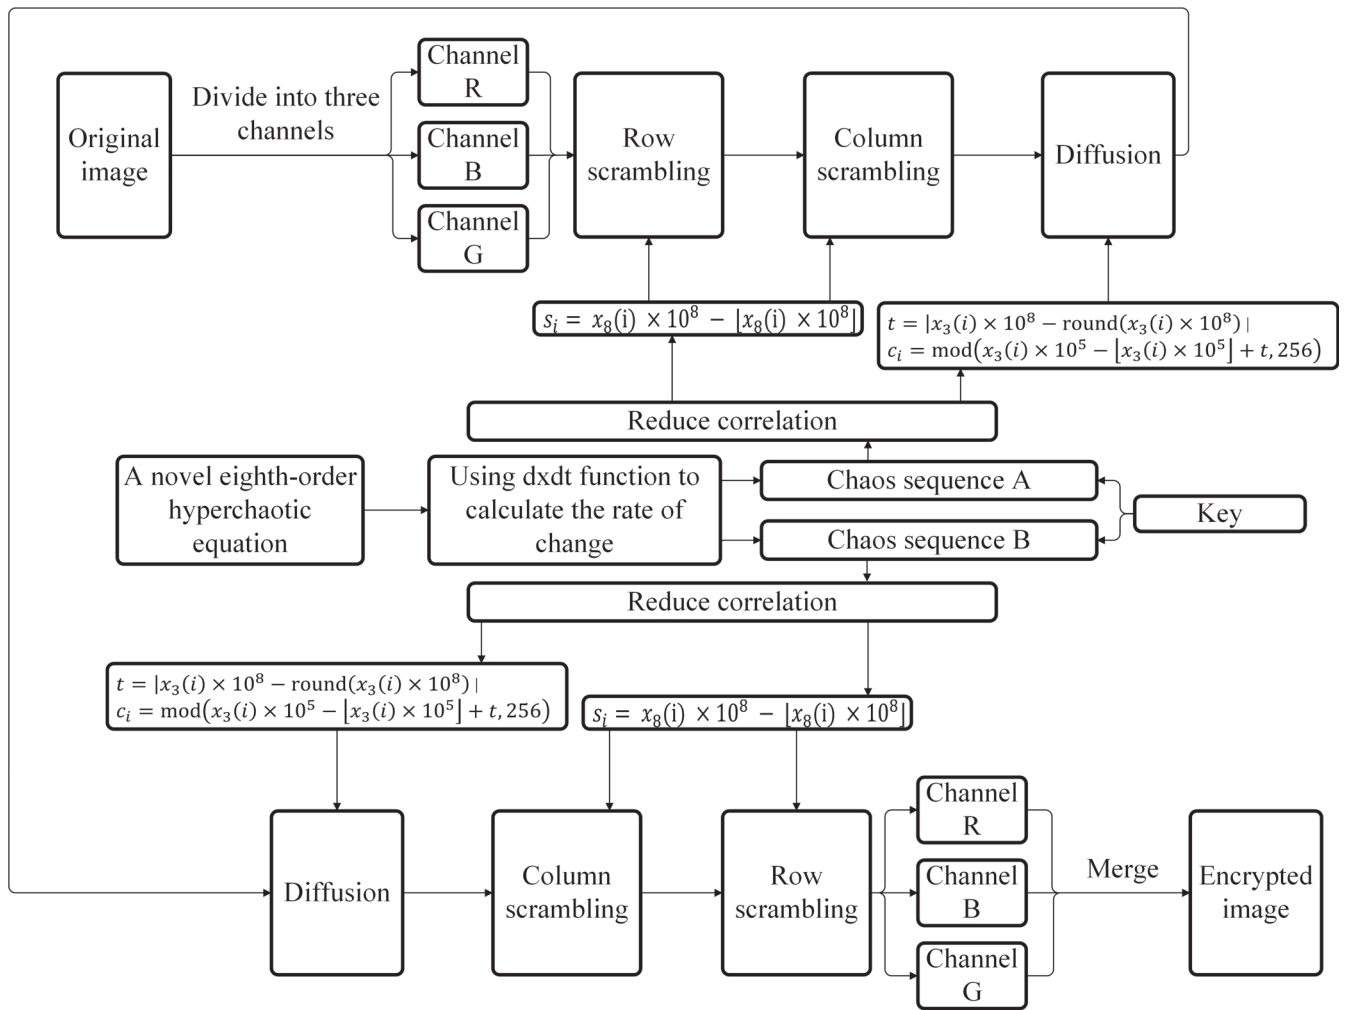 Original
image
Divide into three
channels
Channel
R
Channel
B
Channel
G
Row
scrambling
Column
scrambling
Diffusion
s_i = x_8(i) × 10^8 − ⌊x_8(i) × 10^8⌋
t = |x_3(i) × 10^8 − round(x_3(i) × 10^8) |
c_i = mod(x_3(i) × 10^5 − ⌊x_3(i) × 10^5⌋ + t, 256)
Reduce correlation
A novel eighth-order
hyperchaotic
equation
Using dxdt function to
calculate the rate of
change
Chaos sequence A
Chaos sequence B
Key
Reduce correlation
t = |x_3(i) × 10^8 − round(x_3(i) × 10^8) |
c_i = mod(x_3(i) × 10^5 − ⌊x_3(i) × 10^5⌋ + t, 256)
s_i = x_8(i) × 10^8 − ⌊x_8(i) × 10^8⌋
Diffusion
Column
scrambling
Row
scrambling
Channel
R
Channel
B
Channel
G
Merge
Encrypted
image